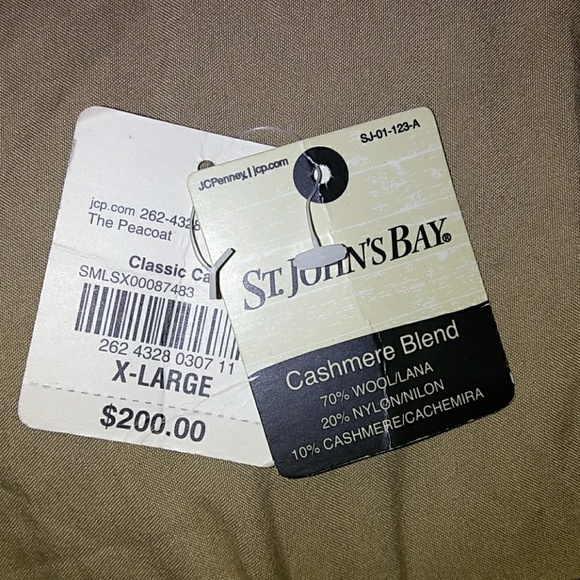 jcp.com 262-4328
The Peacoat
Classic Ca
SMLSX00087483
262 4328 0307 11
X-LARGE
$200.00
SJ-01-123-A
JCPenney | jcp.com
ST. JOHN'S BAY®
Cashmere Blend
70% WOOL/LANA
20% NYLON/NILON
10% CASHMERE/CACHEMIRA